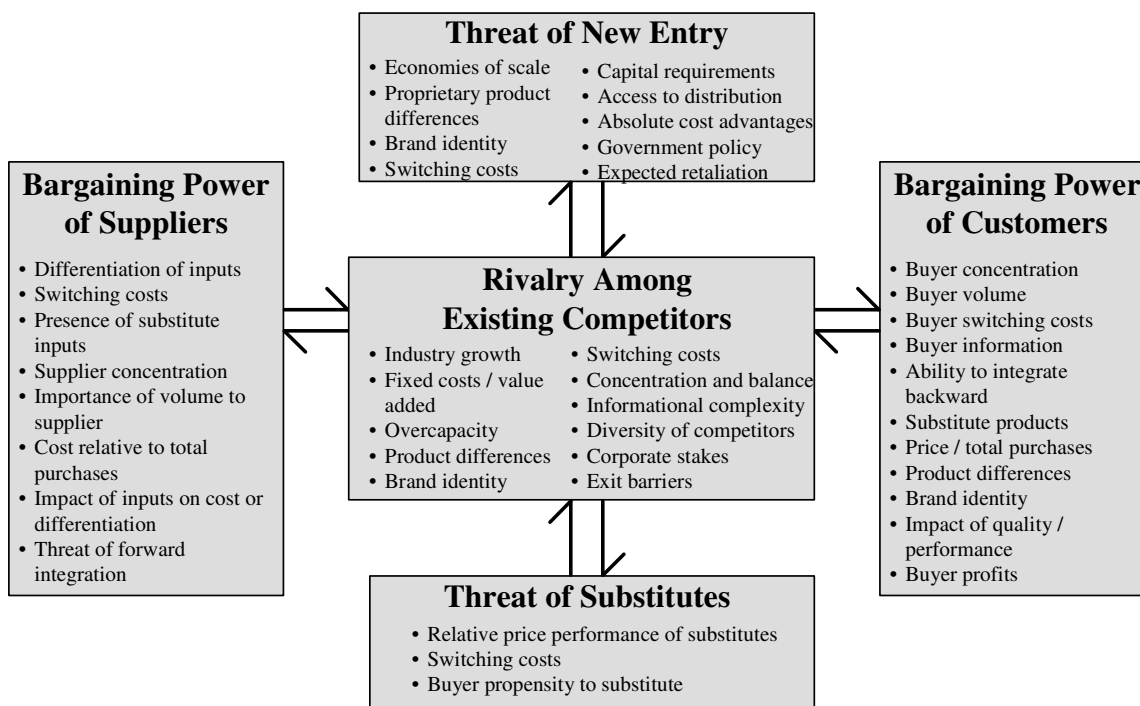 Threat of New Entry
• Economies of scale
• Proprietary product
differences
• Brand identity
• Switching costs
• Capital requirements
• Access to distribution
• Absolute cost advantages
• Government policy
• Expected retaliation
Bargaining Power
of Suppliers
• Differentiation of inputs
• Switching costs
• Presence of substitute
inputs
• Supplier concentration
• Importance of volume to
supplier
• Cost relative to total
purchases
• Impact of inputs on cost or
differentiation
• Threat of forward
integration
Rivalry Among
Existing Competitors
• Industry growth
• Fixed costs / value
added
• Overcapacity
• Product differences
• Brand identity
• Switching costs
• Concentration and balance
• Informational complexity
• Diversity of competitors
• Corporate stakes
• Exit barriers
Bargaining Power
of Customers
• Buyer concentration
• Buyer volume
• Buyer switching costs
• Buyer information
• Ability to integrate
backward
• Substitute products
• Price / total purchases
• Product differences
• Brand identity
• Impact of quality /
performance
• Buyer profits
Threat of Substitutes
• Relative price performance of substitutes
• Switching costs
• Buyer propensity to substitute